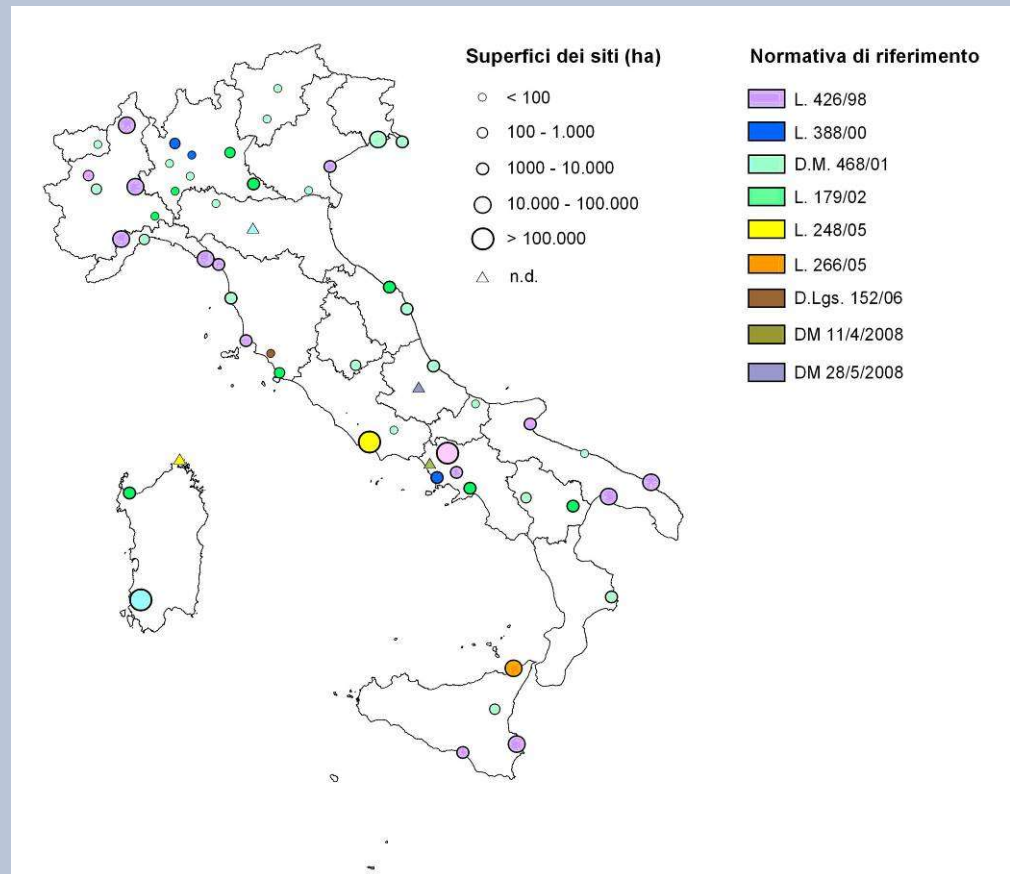 Superfici dei siti (ha)
< 100
100 - 1.000
1000 - 10.000
10.000 - 100.000
> 100.000
n.d.
Normativa di riferimento
L. 426/98
L. 388/00
D.M. 468/01
L. 179/02
L. 248/05
L. 266/05
D.Lgs. 152/06
DM 11/4/2008
DM 28/5/2008